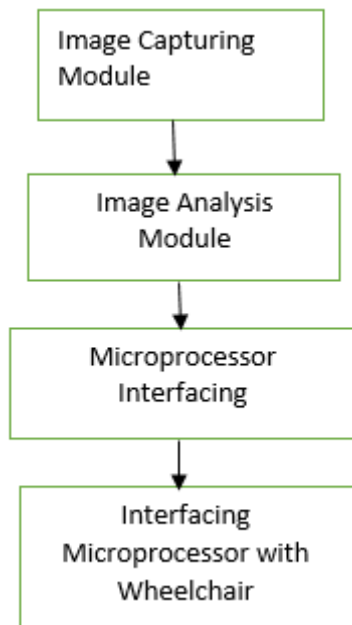 Image Capturing
Module
Image Analysis
Module
Microprocessor
Interfacing
Interfacing
Microprocessor with
Wheelchair